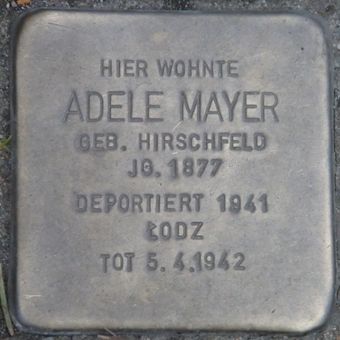 HIER WOHNTE
ADELE MAYER
GEB. HIRSCHFELD
JG. 1877
DEPORTIERT 1941
ŁODZ
TOT 5.4.1942